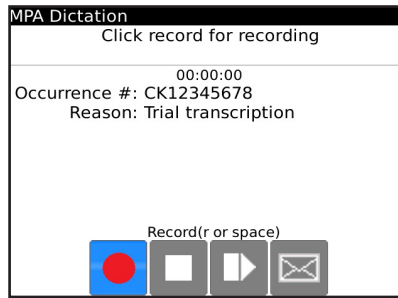 MPA Dictation
Click record for recording
00:00:00
Occurrence #: CK12345678
Reason: Trial transcription
Record(r or space)